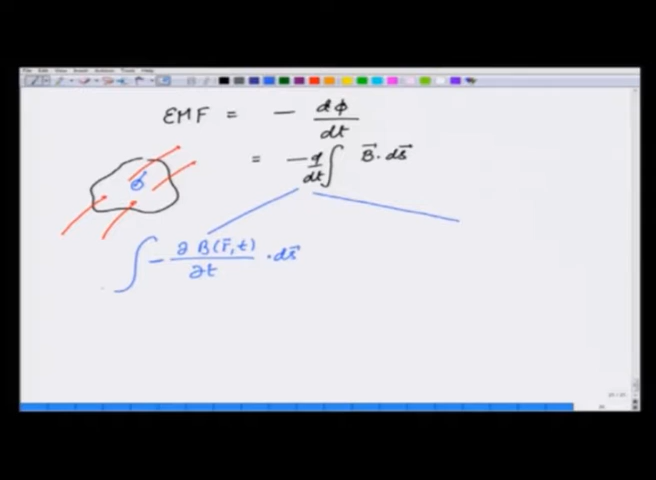 EMF = - dϕ/dt
= - d/dt ∫ B⃗ · ds⃗
ϕ
∫ - ∂B(r⃗,t)/∂t · ds⃗